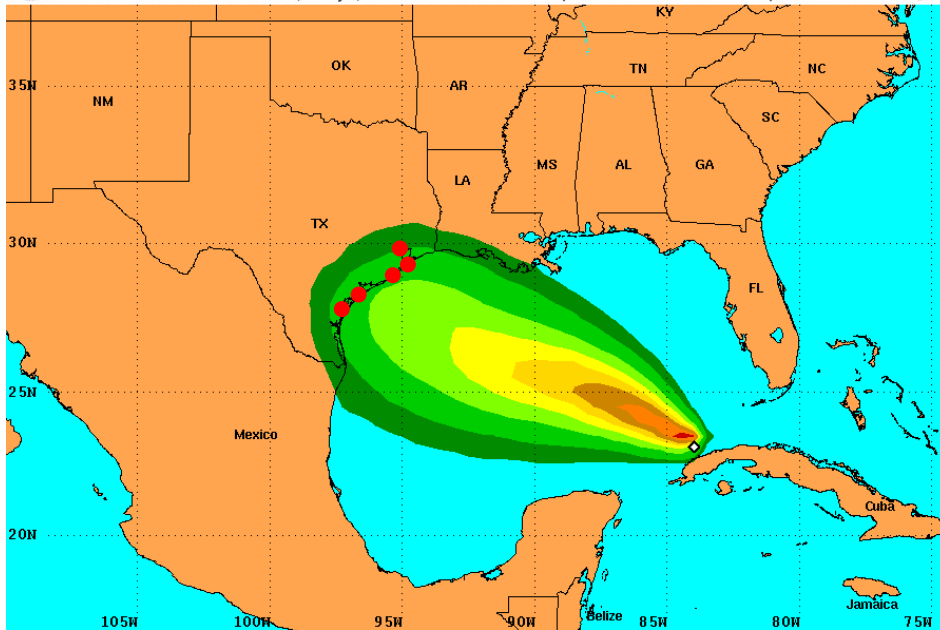 KY
OK
TN
NC
35N
AR
NM
SC
MS
AL
GA
LA
TX
30N
FL
25N
Mexico
Cuba
20N
Belize
Jamaica
105W
100W
95W
90W
85W
80W
75W